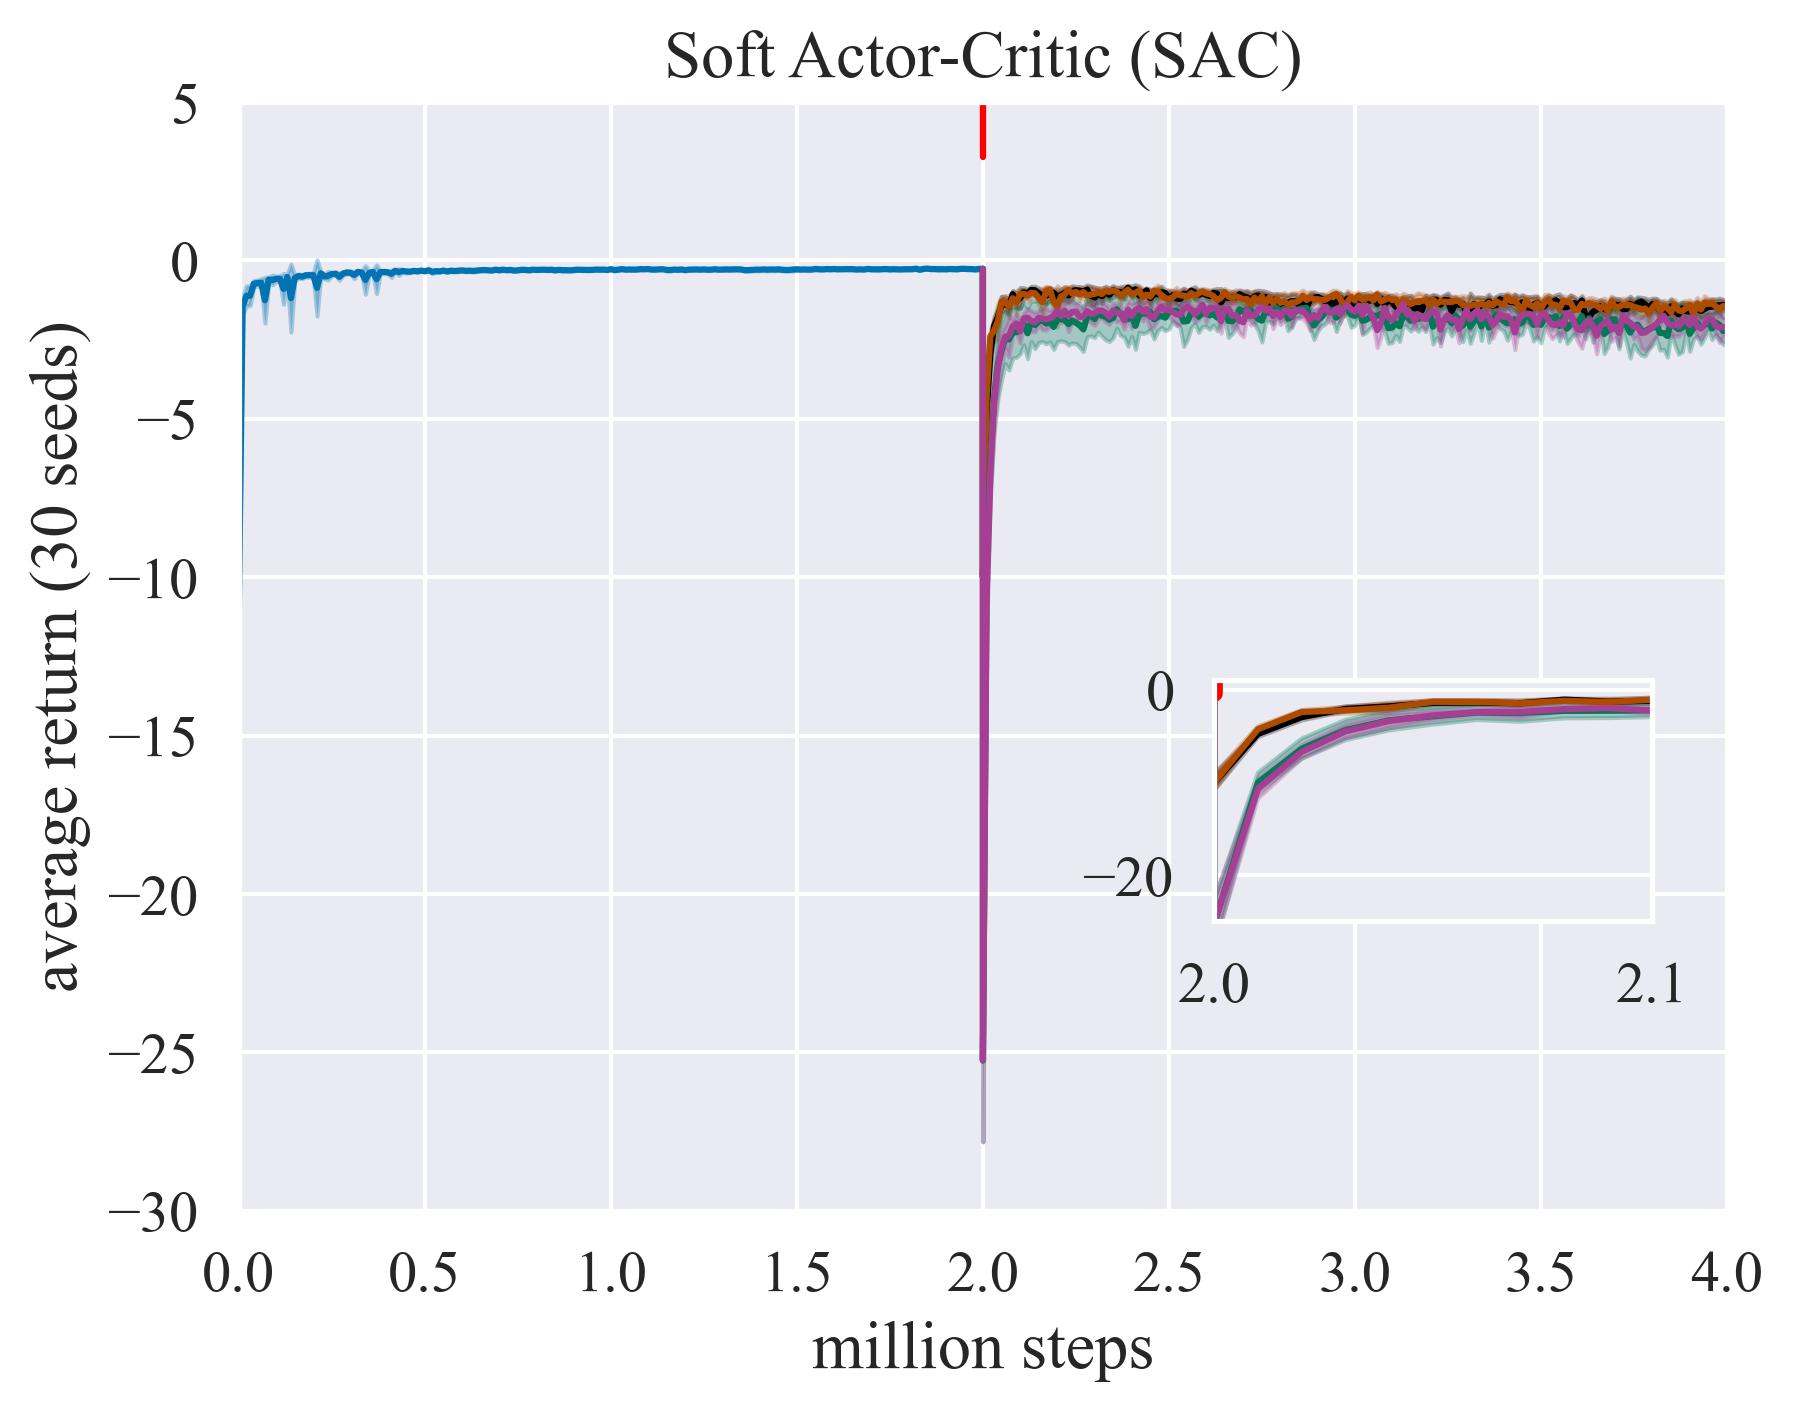 Soft Actor-Critic (SAC)
average return (30 seeds)
5
0
−5
−10
−15
−20
−25
−30
0
−20
2.0 2.1
0.0 0.5 1.0 1.5 2.0 2.5 3.0 3.5 4.0
million steps